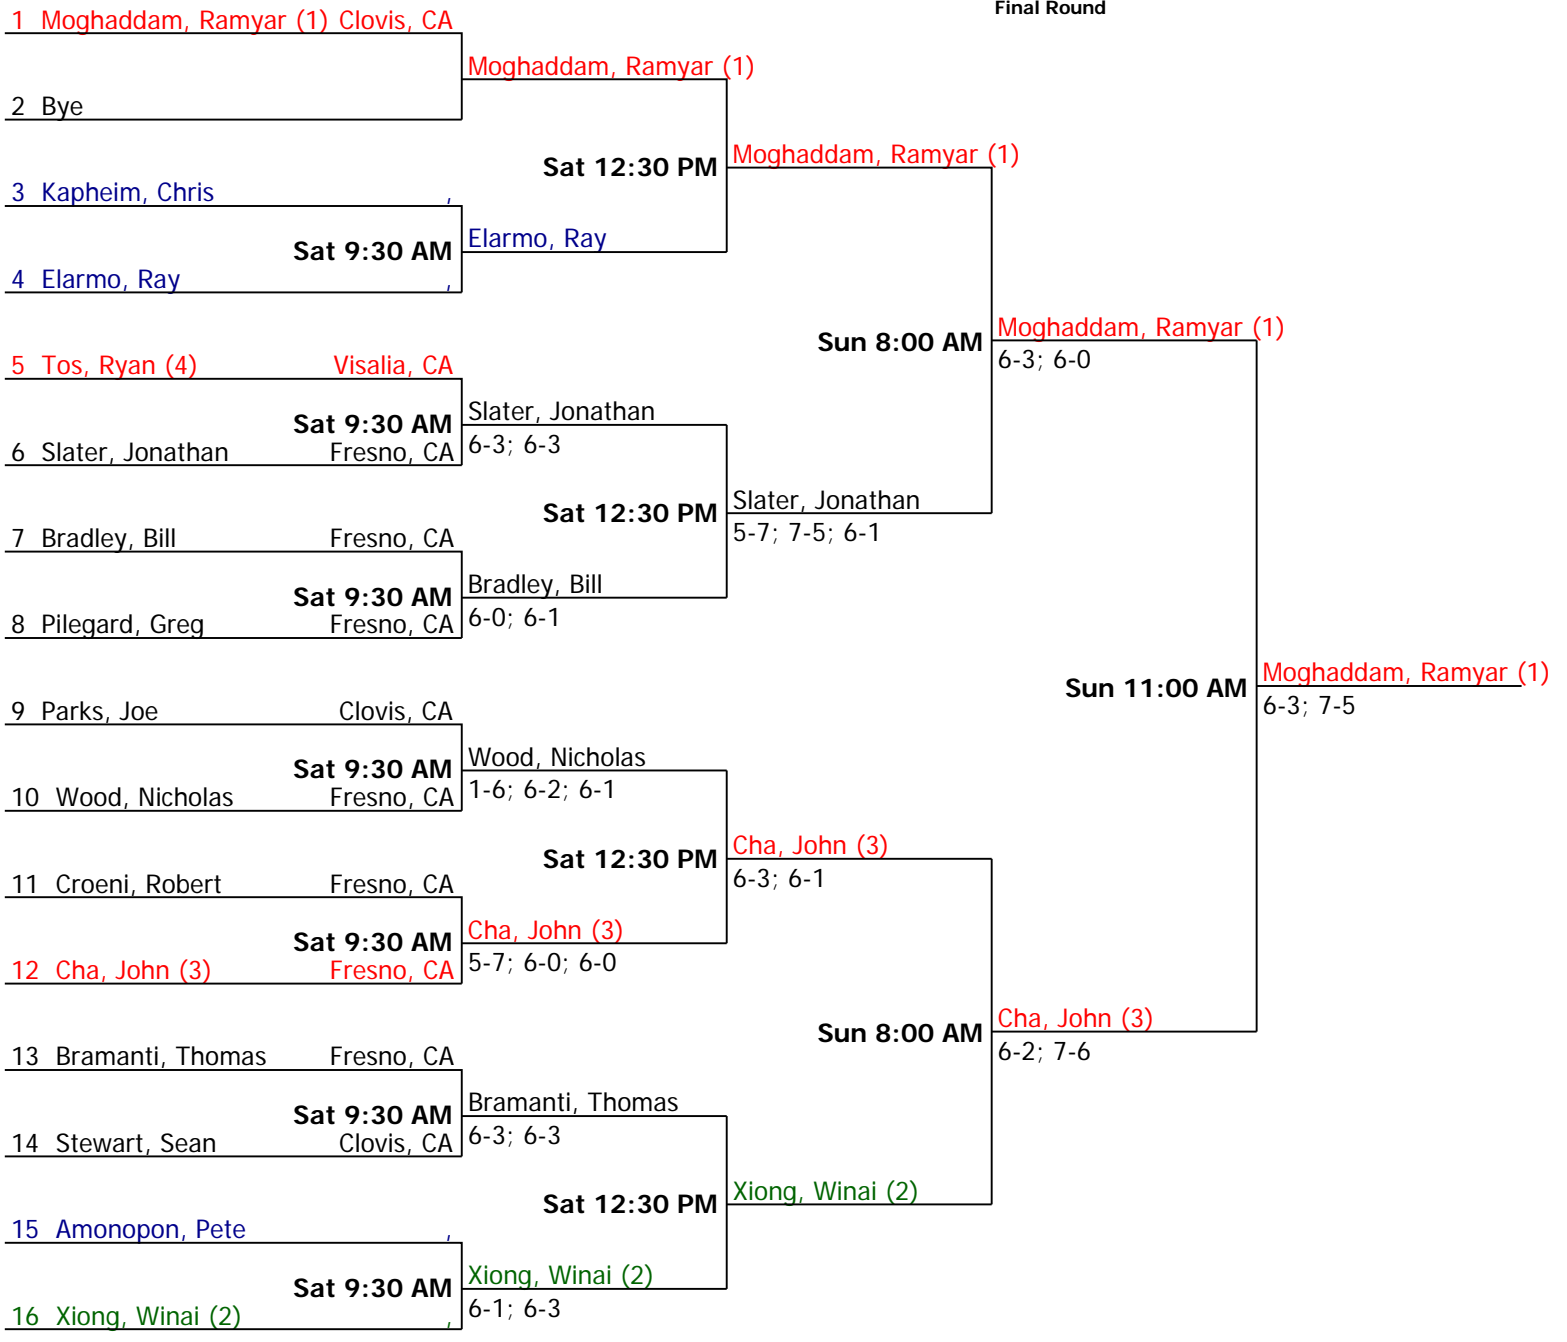 Final Round
1 Moghaddam, Ramyar (1) Clovis, CA
Moghaddam, Ramyar (1)
2 Bye
Sat 12:30 PM
Moghaddam, Ramyar (1)
3 Kapheim, Chris ,
Sat 9:30 AM
Elarmo, Ray
4 Elarmo, Ray ,
Sun 8:00 AM
Moghaddam, Ramyar (1)
6-3; 6-0
5 Tos, Ryan (4) Visalia, CA
Sat 9:30 AM
Slater, Jonathan
6-3; 6-3
6 Slater, Jonathan Fresno, CA
Sat 12:30 PM
Slater, Jonathan
5-7; 7-5; 6-1
7 Bradley, Bill Fresno, CA
Sat 9:30 AM
Bradley, Bill
6-0; 6-1
8 Pilegard, Greg Fresno, CA
Sun 11:00 AM
Moghaddam, Ramyar (1)
6-3; 7-5
9 Parks, Joe Clovis, CA
Sat 9:30 AM
Wood, Nicholas
1-6; 6-2; 6-1
10 Wood, Nicholas Fresno, CA
Sat 12:30 PM
Cha, John (3)
6-3; 6-1
11 Croeni, Robert Fresno, CA
Sat 9:30 AM
Cha, John (3)
5-7; 6-0; 6-0
12 Cha, John (3) Fresno, CA
Sun 8:00 AM
Cha, John (3)
6-2; 7-6
13 Bramanti, Thomas Fresno, CA
Sat 9:30 AM
Bramanti, Thomas
6-3; 6-3
14 Stewart, Sean Clovis, CA
Sat 12:30 PM
Xiong, Winai (2)
15 Amonopon, Pete ,
Sat 9:30 AM
Xiong, Winai (2)
6-1; 6-3
16 Xiong, Winai (2) ,